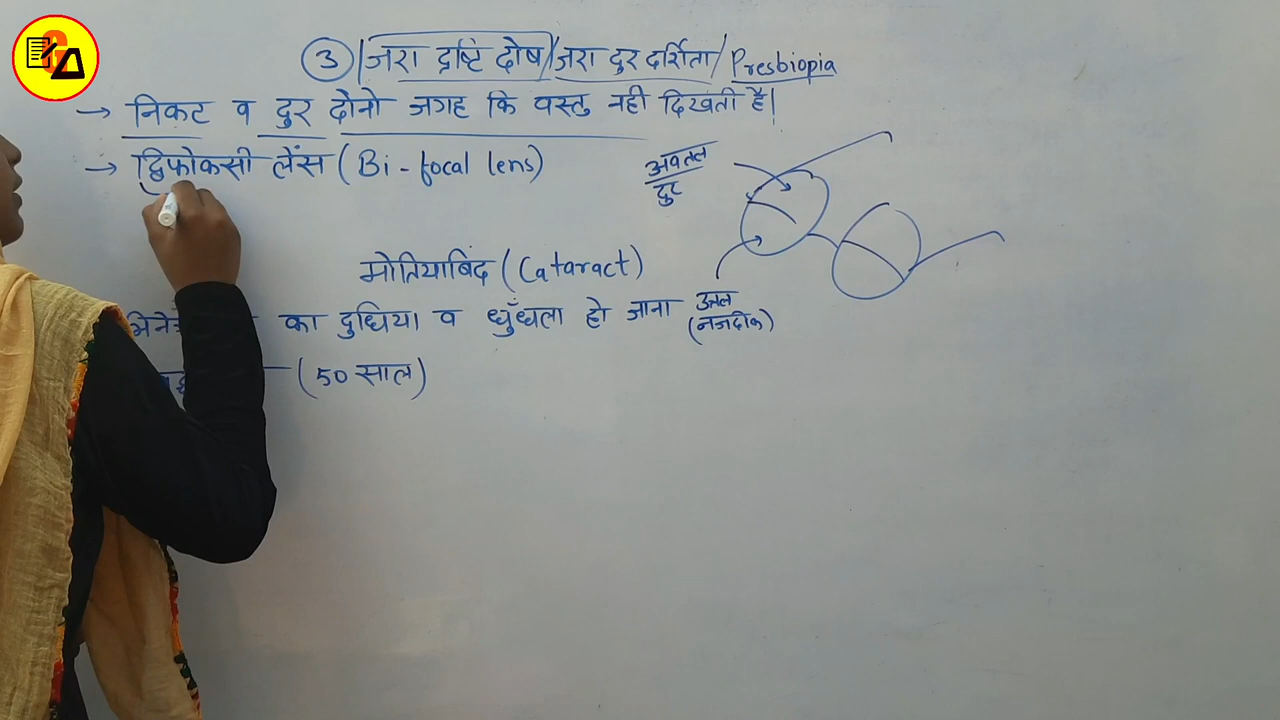 ③ | जरा द्रष्टि दोष / जरा दुर दर्शिता / Presbiopia
→ निकट व दुर दोनो जगह कि वस्तु नही दिखती है|
→ द्विफोकसी लेंस (Bi-focal lens)
अवतल
दुर
मोतियाबिंद (Cataract)
का दुधिया व धुँधला हो जाना
उत्तल
(नजदीक)
(50 साल)